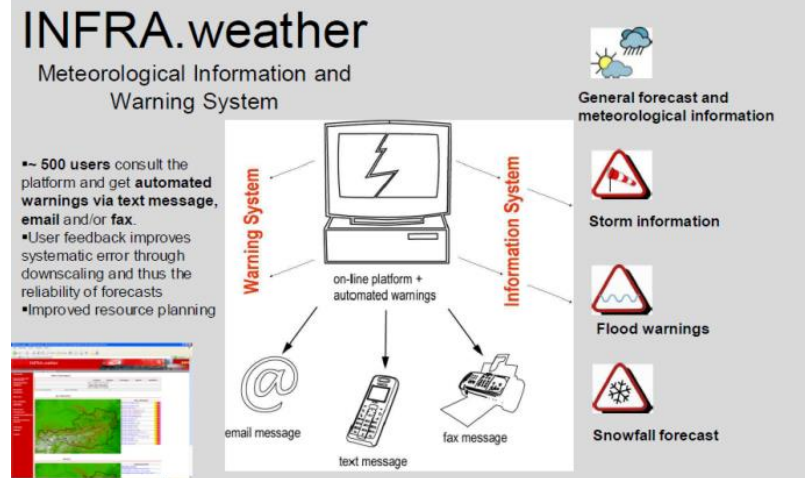 INFRA.weather
Meteorological Information and
Warning System
▪~ 500 users consult the
platform and get automated
warnings via text message,
email and/or fax.
▪User feedback improves
systematic error through
downscaling and thus the
reliability of forecasts
▪Improved resource planning
Warning System
Information System
on-line platform +
automated warnings
email message
text message
fax message
General forecast and
meteorological information
Storm information
Flood warnings
Snowfall forecast
INFRA.weather